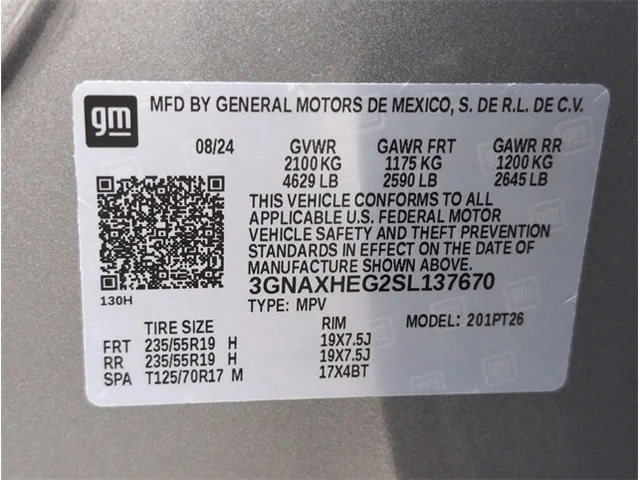 gm MFD BY GENERAL MOTORS DE MEXICO, S. DE R.L. DE C.V.
08/24 GVWR GAWR FRT GAWR RR
2100 KG 1175 KG 1200 KG
4629 LB 2590 LB 2645 LB
THIS VEHICLE CONFORMS TO ALL
APPLICABLE U.S. FEDERAL MOTOR
VEHICLE SAFETY AND THEFT PREVENTION
STANDARDS IN EFFECT ON THE DATE OF
MANUFACTURE SHOWN ABOVE.
3GNAXHEG2SL137670
130H
TYPE: MPV
TIRE SIZE RIM MODEL: 201PT26
FRT 235/55R19 H 19X7.5J
RR 235/55R19 H 19X7.5J
SPA T125/70R17 M 17X4BT